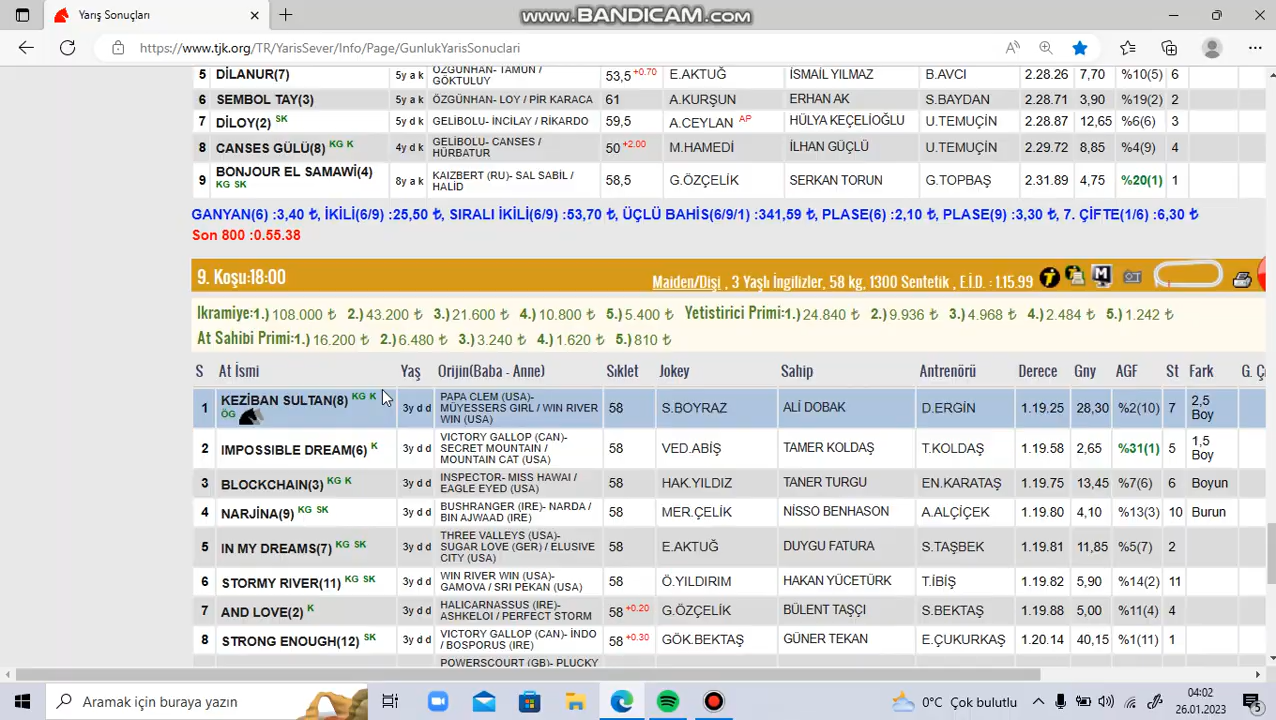 Yarış Sonuçları
www.BANDICAM.com
https://www.tjk.org/TR/YarisSever/Info/Page/GunlukYarisSonuclari
5 DİLANUR(7) 5y a k ÖZGÜNHAN- TAMUN / GÖKTULUY 53,5 +0.70 E.AKTUĞ İSMAİL YILMAZ B.AVCI 2.28.26 7,70 %10(5) 6
6 SEMBOL TAY(3) 5y a k ÖZGÜNHAN- LOY / PİR KARACA 61 A.KURŞUN ERHAN AK S.BAYDAN 2.28.71 3,90 %19(2) 2
7 DİLOY(2) SK 5y d k GELİBOLU- İNCİLAY / RİKARDO 59,5 A.CEYLAN AP HÜLYA KEÇELİOĞLU U.TEMUÇİN 2.28.87 12,65 %6(6) 3
8 CANSES GÜLÜ(8) KG K 4y d k GELİBOLU- CANSES / HÜRBATUR 50 +2.00 M.HAMEDİ İLHAN GÜÇLÜ U.TEMUÇİN 2.29.72 8,85 %4(9) 4
9 BONJOUR EL SAMAWİ(4) KG SK 8y a k KAIZBERT (RU)- SAL SABİL / HALİD 58,5 G.ÖZÇELİK SERKAN TORUN G.TOPBAŞ 2.31.89 4,75 %20(1) 1
GANYAN(6) :3,40 ₺, İKİLİ(6/9) :25,50 ₺, SIRALI İKİLİ(6/9) :53,70 ₺, ÜÇLÜ BAHİS(6/9/1) :341,59 ₺, PLASE(6) :2,10 ₺, PLASE(9) :3,30 ₺, 7. ÇİFTE(1/6) :6,30 ₺
Son 800 :0.55.38
9. Koşu:18:00 Maiden/Dişi , 3 Yaşlı İngilizler, 58 kg, 1300 Sentetik , E.İ.D. : 1.15.99
Ikramiye:1.) 108.000 ₺ 2.) 43.200 ₺ 3.) 21.600 ₺ 4.) 10.800 ₺ 5.) 5.400 ₺ Yetistirici Primi:1.) 24.840 ₺ 2.) 9.936 ₺ 3.) 4.968 ₺ 4.) 2.484 ₺ 5.) 1.242 ₺
At Sahibi Primi:1.) 16.200 ₺ 2.) 6.480 ₺ 3.) 3.240 ₺ 4.) 1.620 ₺ 5.) 810 ₺
S At İsmi Yaş Orijin(Baba - Anne) Sıklet Jokey Sahip Antrenörü Derece Gny AGF St Fark
1 KEZİBAN SULTAN(8) KG K ÖG 3y d d PAPA CLEM (USA)- MÜYESSERS GIRL / WIN RIVER WIN (USA) 58 S.BOYRAZ ALİ DOBAK D.ERGİN 1.19.25 28,30 %2(10) 7 2,5 Boy
2 IMPOSSIBLE DREAM(6) K 3y d d VICTORY GALLOP (CAN)- SECRET MOUNTAIN / MOUNTAIN CAT (USA) 58 VED.ABİŞ TAMER KOLDAŞ T.KOLDAŞ 1.19.58 2,65 %31(1) 5 1,5 Boy
3 BLOCKCHAIN(3) KG K 3y d d INSPECTOR- MISS HAWAI / EAGLE EYED (USA) 58 HAK.YILDIZ TANER TURGU EN.KARATAŞ 1.19.75 13,45 %7(6) 6 Boyun
4 NARJİNA(9) KG SK 3y d d BUSHRANGER (IRE)- NARDA / BIN AJWAAD (IRE) 58 MER.ÇELİK NİSSO BENHASON A.ALÇİÇEK 1.19.80 4,10 %13(3) 10 Burun
5 IN MY DREAMS(7) KG SK 3y d d THREE VALLEYS (USA)- SUGAR LOVE (GER) / ELUSIVE CITY (USA) 58 E.AKTUĞ DUYGU FATURA S.TAŞBEK 1.19.81 11,85 %5(7) 2
6 STORMY RIVER(11) KG SK 3y d d WIN RIVER WIN (USA)- GAMOVA / SRI PEKAN (USA) 58 Ö.YILDIRIM HAKAN YÜCETÜRK T.İBİŞ 1.19.82 5,90 %14(2) 11
7 AND LOVE(2) K 3y d d HALICARNASSUS (IRE)- ASHKELOI / PERFECT STORM 58 +0.20 G.ÖZÇELİK BÜLENT TAŞÇI S.BEKTAŞ 1.19.88 5,00 %11(4) 4
8 STRONG ENOUGH(12) SK 3y d d VICTORY GALLOP (CAN)- İNDO / BOSPORUS (IRE) 58 +0.30 GÖK.BEKTAŞ GÜNER TEKAN E.ÇUKURKAŞ 1.20.14 40,15 %1(11) 1
POWERSCOURT (GB)- PLUCKY
Aramak için buraya yazın 0°C Çok bulutlu 04:02
26.01.2023 5